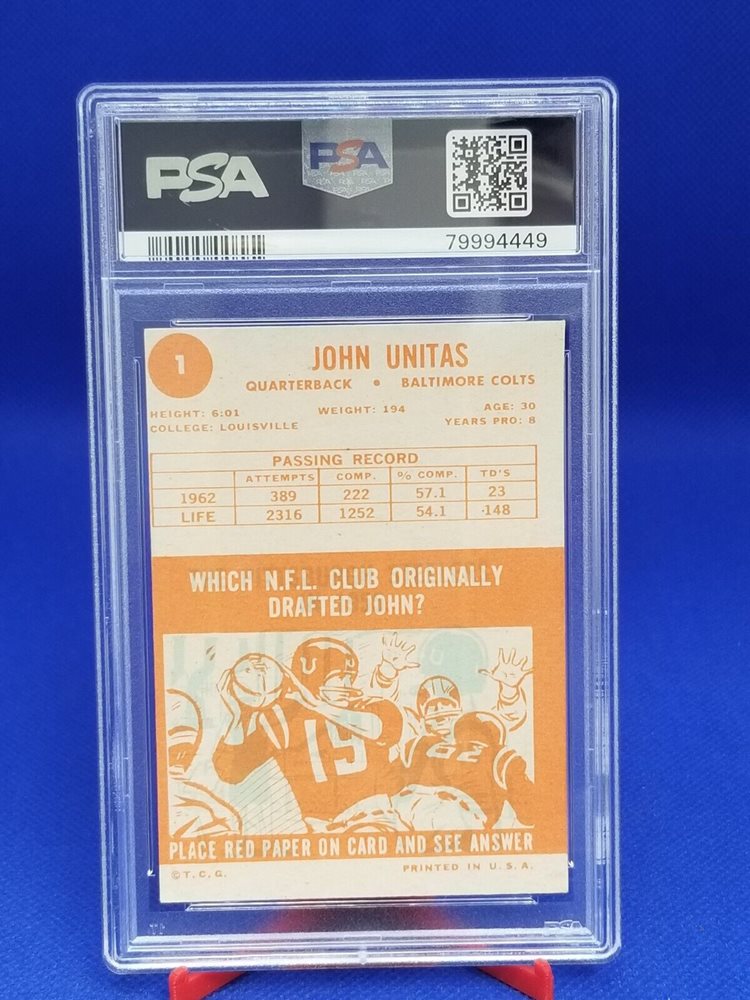 PSA
PSA
79994449
1
JOHN UNITAS
QUARTERBACK • BALTIMORE COLTS
HEIGHT: 6:01 WEIGHT: 194 AGE: 30
COLLEGE: LOUISVILLE YEARS PRO: 8
PASSING RECORD
ATTEMPTS COMP. % COMP. TD'S
1962 389 222 57.1 23
LIFE 2316 1252 54.1 148
WHICH N.F.L. CLUB ORIGINALLY
DRAFTED JOHN?
U
19
82
PLACE RED PAPER ON CARD AND SEE ANSWER
©T.C.G. PRINTED IN U.S.A.
PSA